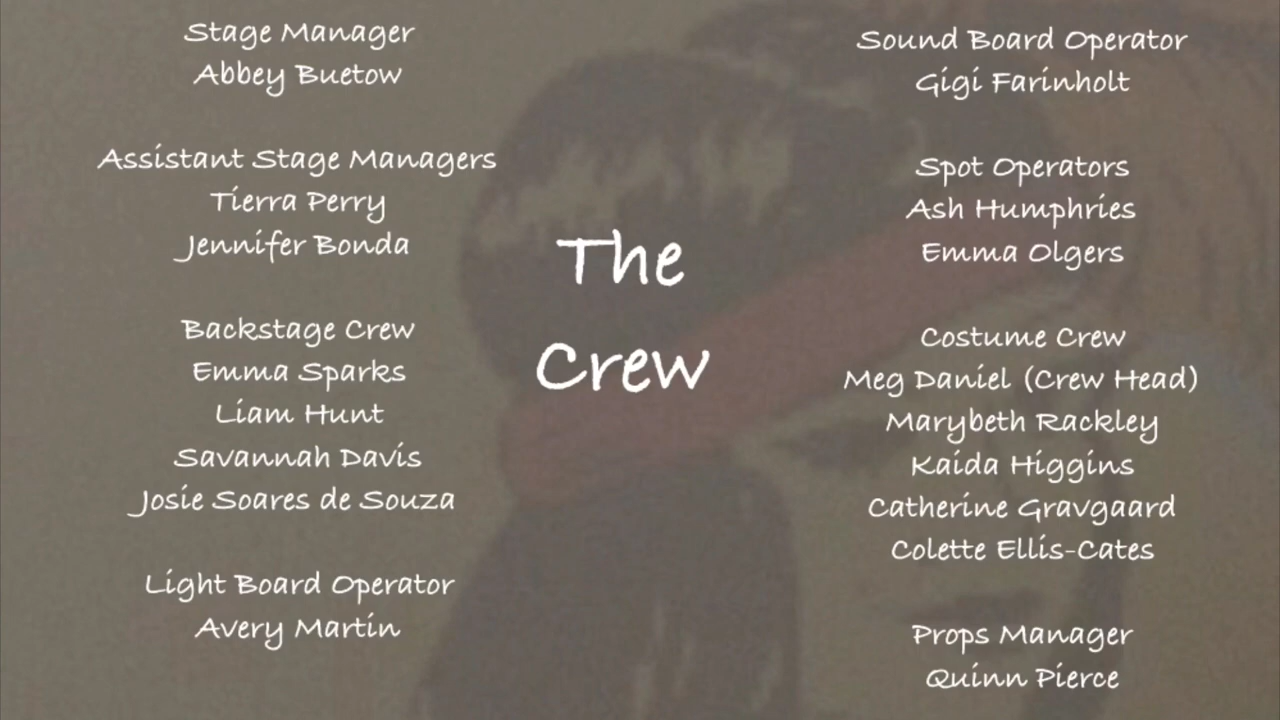 Stage Manager
Abbey Buetow
Assistant Stage Managers
Tierra Perry
Jennifer Bonda
Backstage Crew
Emma Sparks
Liam Hunt
Savannah Davis
Josie Soares de Souza
Light Board Operator
Avery Martin
The
Crew
Sound Board Operator
Gigi Farinholt
Spot Operators
Ash Humphries
Emma Olgers
Costume Crew
Meg Daniel (Crew Head)
Marybeth Rackley
Kaida Higgins
Catherine Gravgaard
Colette Ellis-Cates
Props Manager
Quinn Pierce